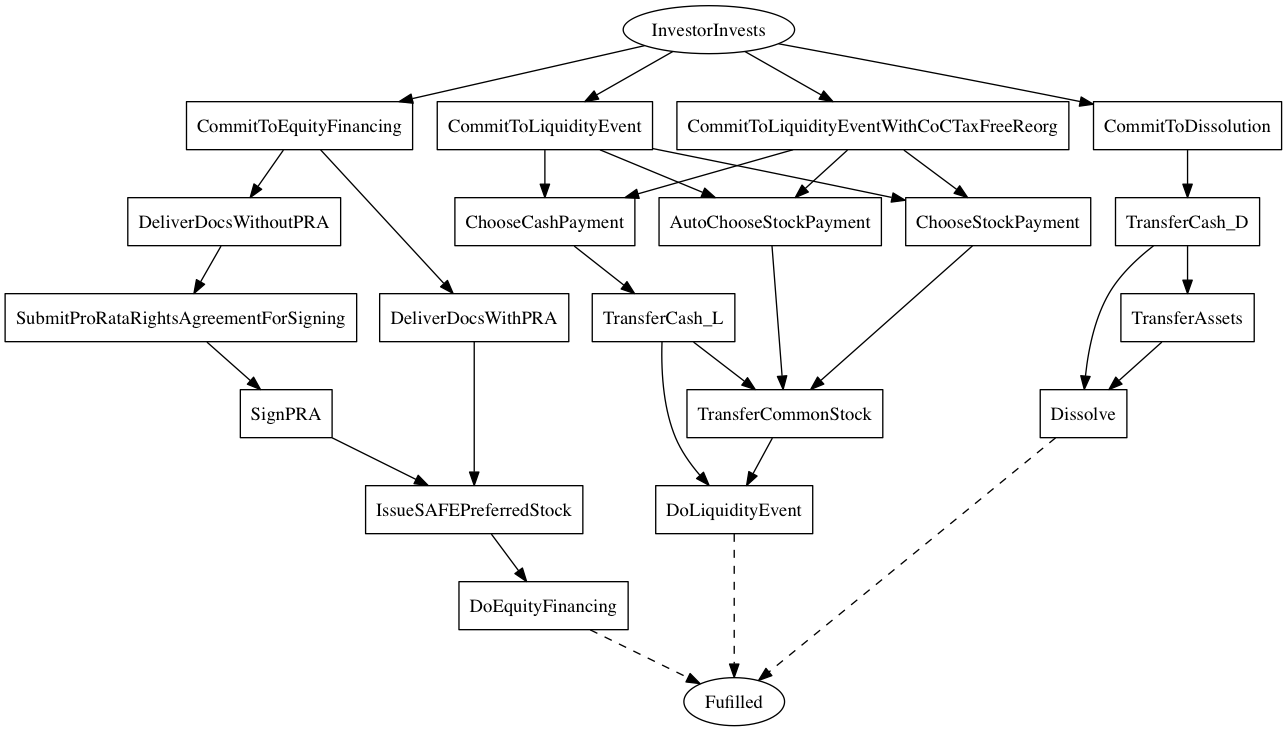 InvestorInvests
CommitToEquityFinancing
CommitToLiquidityEvent
CommitToLiquidityEventWithCoCTaxFreeReorg
CommitToDissolution
DeliverDocsWithoutPRA
ChooseCashPayment
AutoChooseStockPayment
ChooseStockPayment
TransferCash_D
SubmitProRataRightsAgreementForSigning
DeliverDocsWithPRA
TransferCash_L
TransferAssets
SignPRA
TransferCommonStock
Dissolve
IssueSAFEPreferredStock
DoLiquidityEvent
DoEquityFinancing
Fufilled